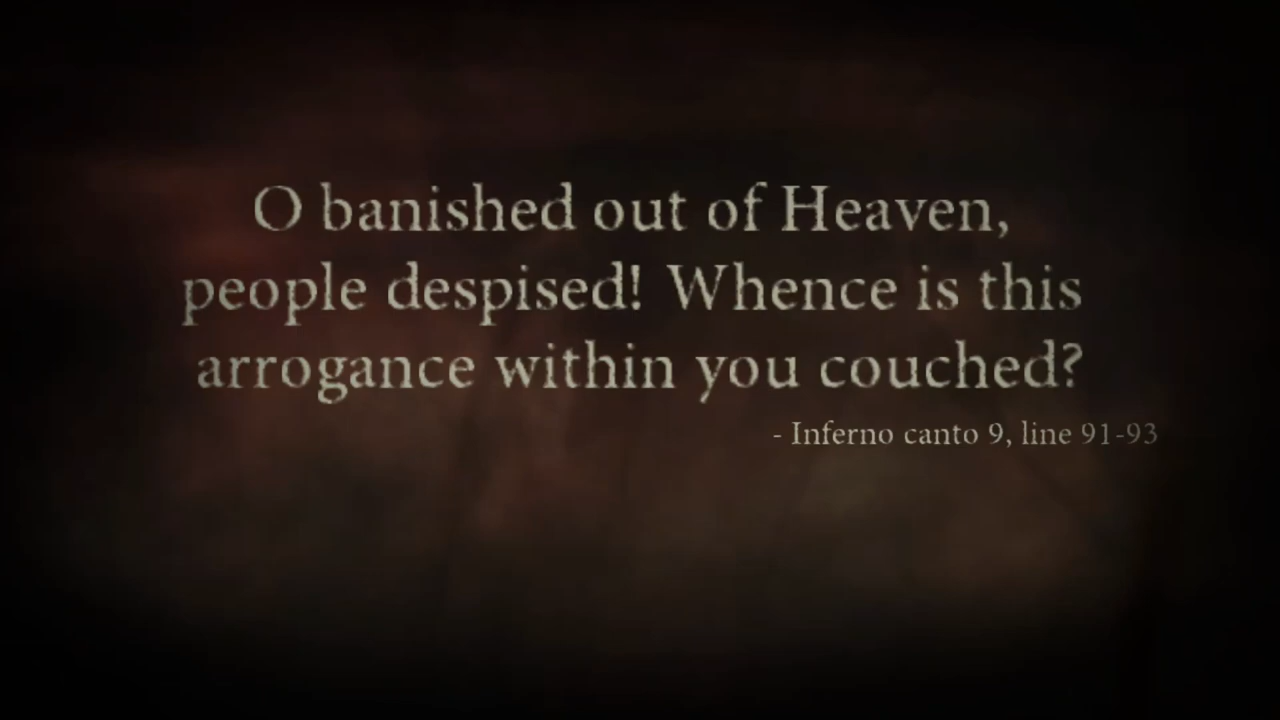 O banished out of Heaven,
people despised! Whence is this
arrogance within you couched?
- Inferno canto 9, line 91-93